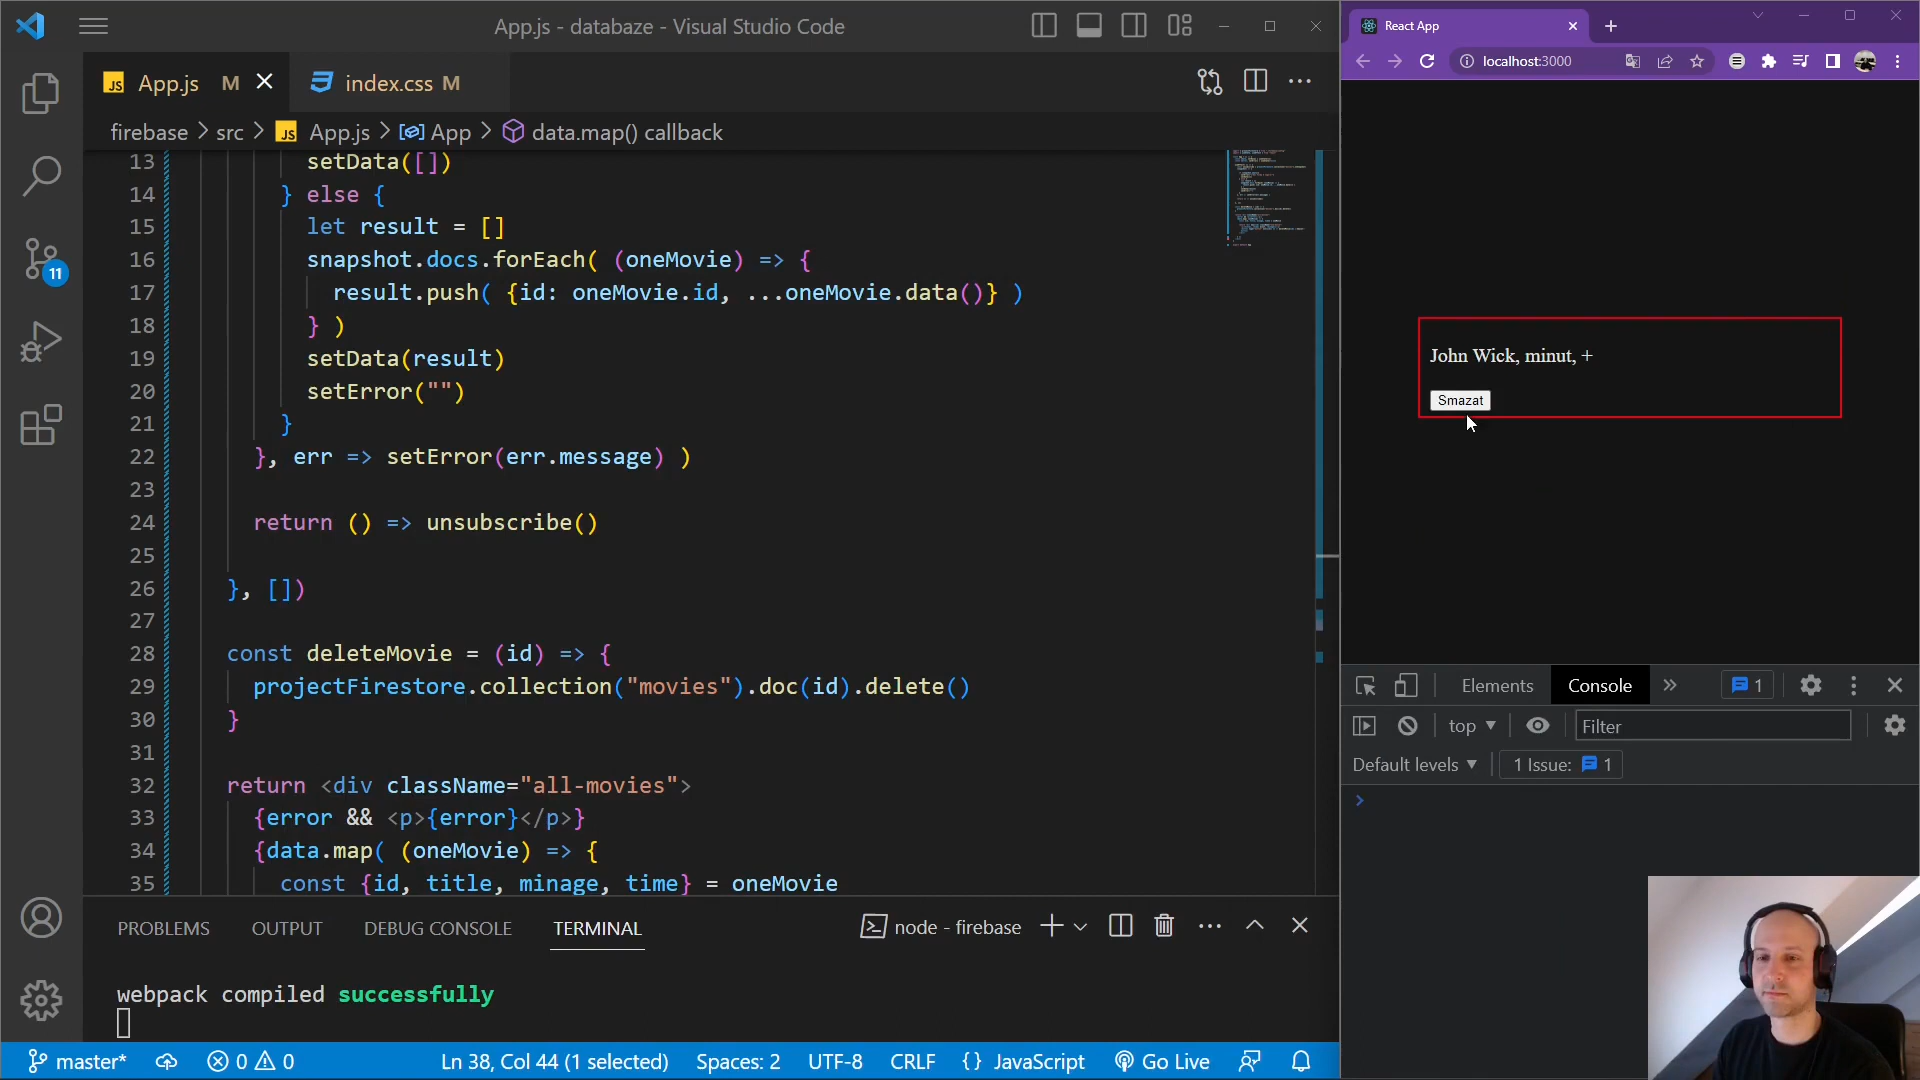 App.js - databaze - Visual Studio Code
JS App.js M
index.css M
firebase > src > JS App.js > App > data.map() callback
13 setData([])
14 } else {
15 let result = []
16 snapshot.docs.forEach( (oneMovie) => {
17 result.push( {id: oneMovie.id, ...oneMovie.data()} )
18 } )
19 setData(result)
20 setError("")
21 }
22 }, err => setError(err.message) )
23
24 return () => unsubscribe()
25
26 }, [])
27
28 const deleteMovie = (id) => {
29 projectFirestore.collection("movies").doc(id).delete()
30 }
31
32 return <div className="all-movies">
33 {error && <p>{error}</p>}
34 {data.map( (oneMovie) => {
35 const {id, title, minage, time} = oneMovie
11
PROBLEMS OUTPUT DEBUG CONSOLE TERMINAL node - firebase
webpack compiled successfully
master* 0 0 Ln 38, Col 44 (1 selected) Spaces: 2 UTF-8 CRLF {} JavaScript Go Live
React App
localhost:3000
John Wick, minut, +
Smazat
Elements Console 1
top Filter
Default levels 1 Issue: 1